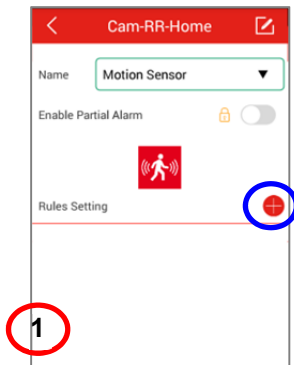 Cam-RR-Home
Name Motion Sensor
Enable Partial Alarm
Rules Setting
1